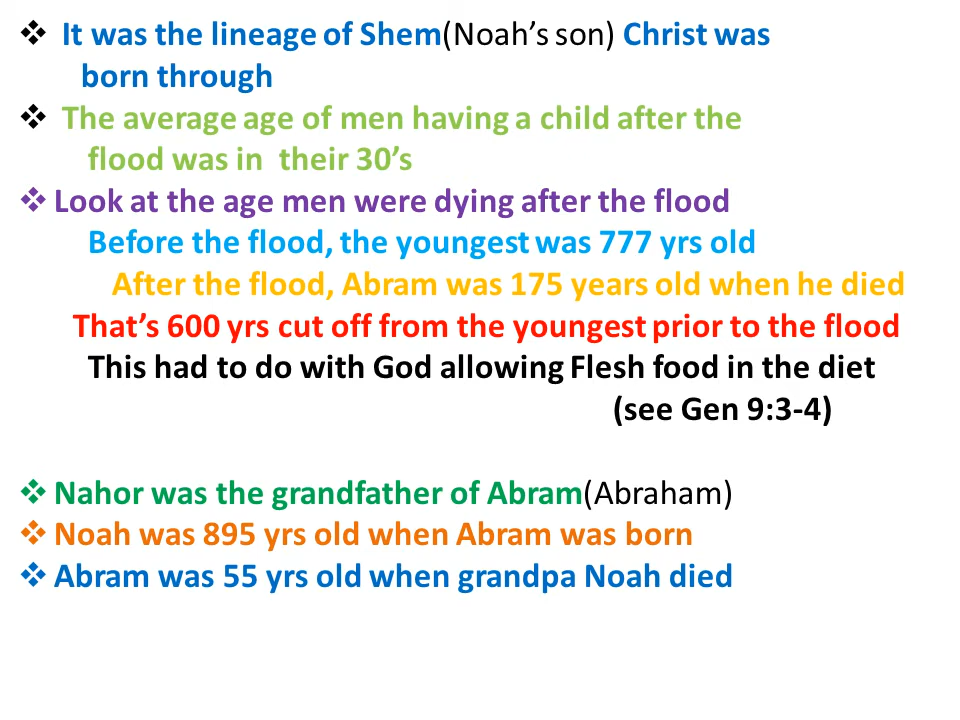 ❖ It was the lineage of Shem(Noah’s son) Christ was
born through
❖ The average age of men having a child after the
flood was in their 30’s
❖ Look at the age men were dying after the flood
Before the flood, the youngest was 777 yrs old
After the flood, Abram was 175 years old when he died
That’s 600 yrs cut off from the youngest prior to the flood
This had to do with God allowing Flesh food in the diet
(see Gen 9:3-4)
❖ Nahor was the grandfather of Abram(Abraham)
❖ Noah was 895 yrs old when Abram was born
❖ Abram was 55 yrs old when grandpa Noah died